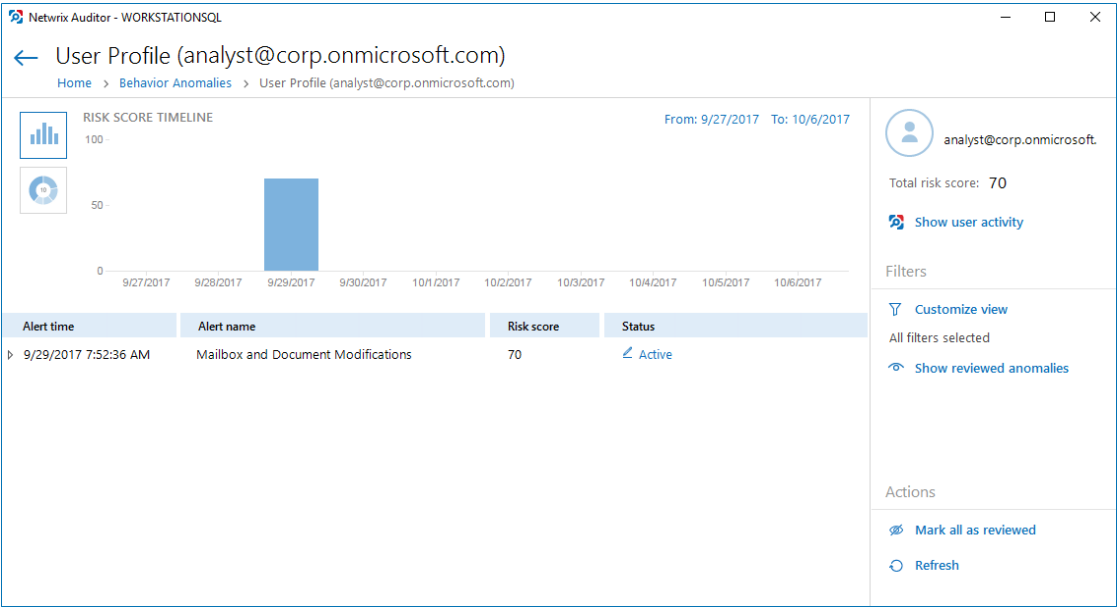 Netwrix Auditor - WORKSTATIONSQL
User Profile (analyst@corp.onmicrosoft.com)
Home > Behavior Anomalies > User Profile (analyst@corp.onmicrosoft.com)
RISK SCORE TIMELINE
From: 9/27/2017 To: 10/6/2017
100
50
0
9/27/2017 9/28/2017 9/29/2017 9/30/2017 10/1/2017 10/2/2017 10/3/2017 10/4/2017 10/5/2017 10/6/2017
Alert time Alert name Risk score Status
9/29/2017 7:52:36 AM Mailbox and Document Modifications 70 Active
analyst@corp.onmicrosoft.
Total risk score: 70
Show user activity
Filters
Customize view
All filters selected
Show reviewed anomalies
Actions
Mark all as reviewed
Refresh